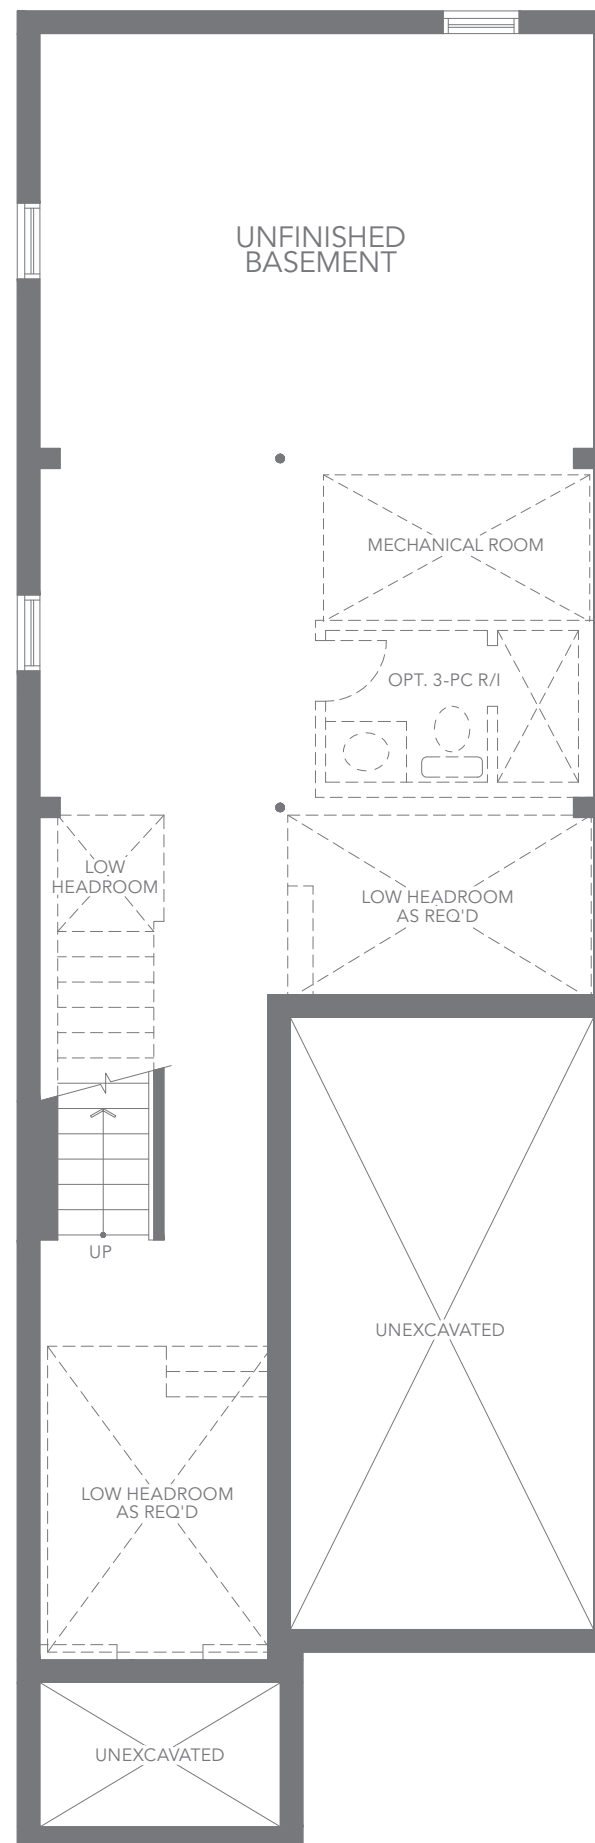 UNFINISHED
BASEMENT
MECHANICAL ROOM
OPT. 3-PC R/I
LOW
HEADROOM
LOW HEADROOM
AS REQ'D
UP
UNEXCAVATED
LOW HEADROOM
AS REQ'D
UNEXCAVATED